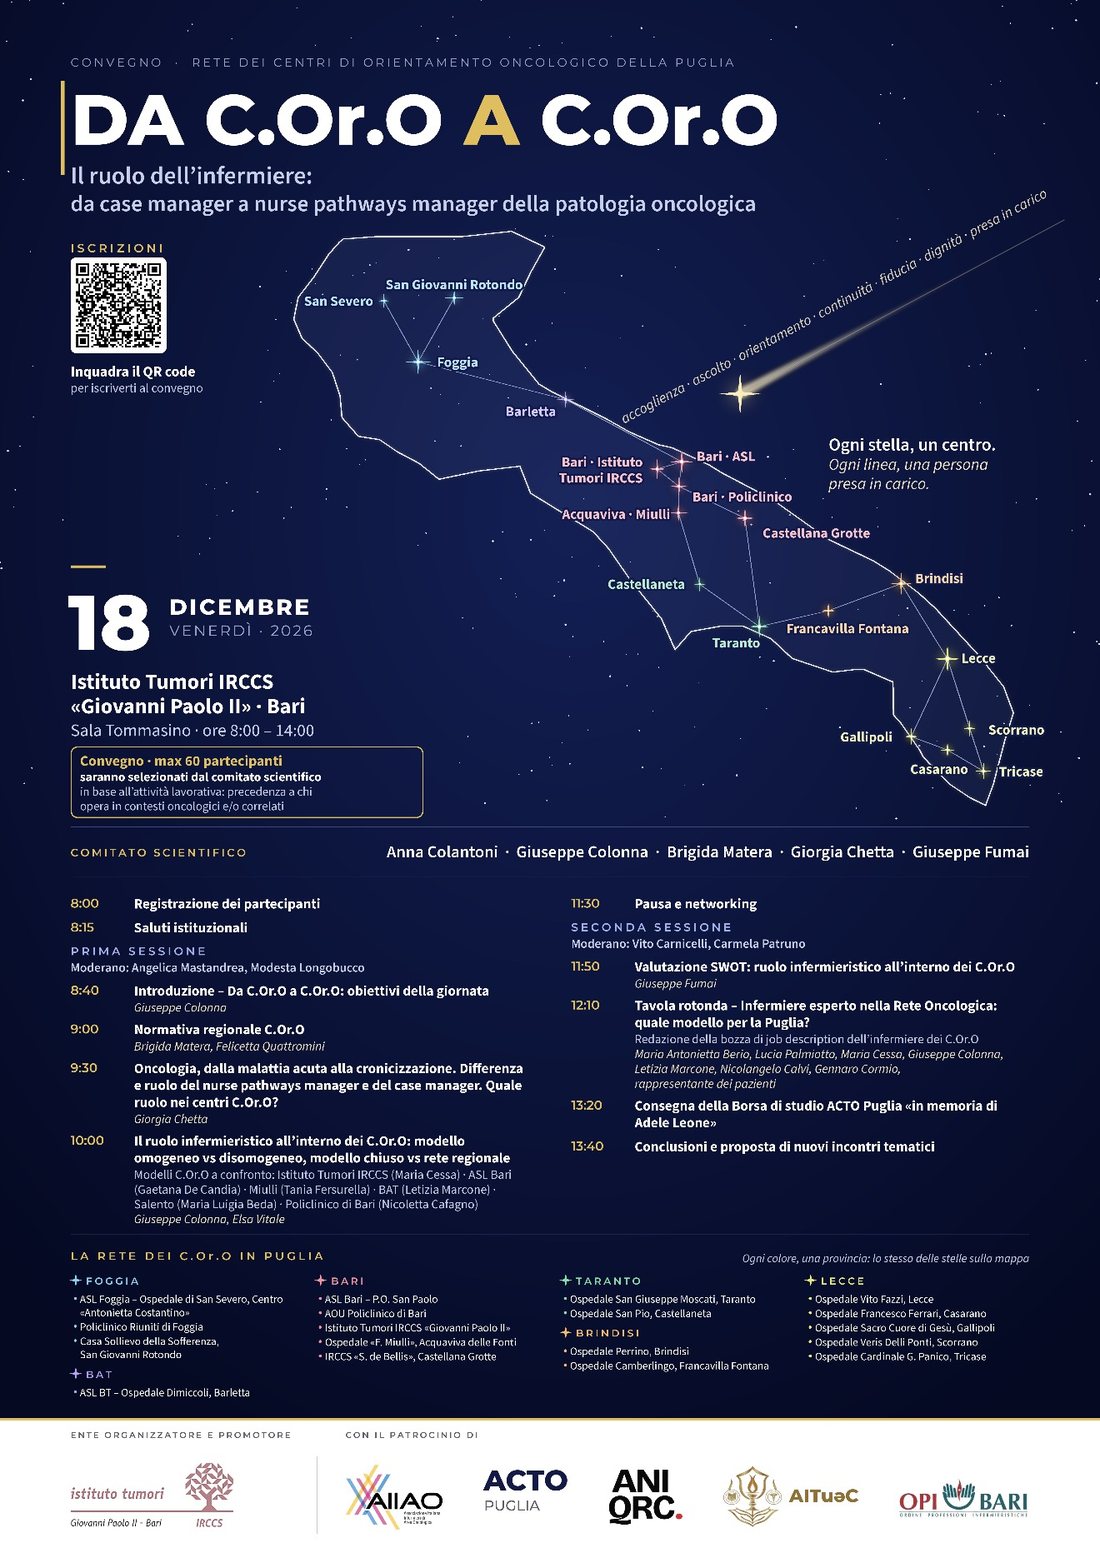 CONVEGNO · RETE DEI CENTRI DI ORIENTAMENTO ONCOLOGICO DELLA PUGLIA
DA C.Or.O A C.Or.O
Il ruolo dell'infermiere:
da case manager a nurse pathways manager della patologia oncologica
ISCRIZIONI
Inquadra il QR code
per iscriverti al convegno
accoglienza · ascolto · orientamento · continuità · fiducia · dignità · presa in carico
San Giovanni Rotondo
San Severo
Foggia
Barletta
Bari · ASL
Bari · Istituto
Tumori IRCCS
Bari · Policlinico
Acquaviva · Miulli
Castellana Grotte
Castellaneta
Brindisi
Francavilla Fontana
Taranto
Lecce
Scorrano
Gallipoli
Casarano
Tricase
Ogni stella, un centro.
Ogni linea, una persona
presa in carico.
18 DICEMBRE
VENERDÌ · 2026
Istituto Tumori IRCCS
«Giovanni Paolo II» · Bari
Sala Tommasino · ore 8:00 – 14:00
Convegno · max 60 partecipanti
saranno selezionati dal comitato scientifico
in base all'attività lavorativa: precedenza a chi
opera in contesti oncologici e/o correlati
COMITATO SCIENTIFICO
Anna Colantoni · Giuseppe Colonna · Brigida Matera · Giorgia Chetta · Giuseppe Fumai
8:00 Registrazione dei partecipanti
8:15 Saluti istituzionali
PRIMA SESSIONE
Moderano: Angelica Mastandrea, Modesta Longobucco
8:40 Introduzione – Da C.Or.O a C.Or.O: obiettivi della giornata
Giuseppe Colonna
9:00 Normativa regionale C.Or.O
Brigida Matera, Felicetta Quattromini
9:30 Oncologia, dalla malattia acuta alla cronicizzazione. Differenza
e ruolo del nurse pathways manager e del case manager. Quale
ruolo nei centri C.Or.O?
Giorgia Chetta
10:00 Il ruolo infermieristico all'interno dei C.Or.O: modello
omogeneo vs disomogeneo, modello chiuso vs rete regionale
Modelli C.Or.O a confronto: Istituto Tumori IRCCS (Maria Cessa) · ASL Bari
(Gaetana De Candia) · Miulli (Tania Fersurella) · BAT (Letizia Marcone) ·
Salento (Maria Luigia Beda) · Policlinico di Bari (Nicoletta Cafagno)
Giuseppe Colonna, Elsa Vitale
11:30 Pausa e networking
SECONDA SESSIONE
Moderano: Vito Carnicelli, Carmela Patruno
11:50 Valutazione SWOT: ruolo infermieristico all'interno dei C.Or.O
Giuseppe Fumai
12:10 Tavola rotonda – Infermiere esperto nella Rete Oncologica:
quale modello per la Puglia?
Redazione della bozza di job description dell'infermiere dei C.Or.O
Maria Antonietta Berio, Lucia Palmiotto, Maria Cessa, Giuseppe Colonna,
Letizia Marcone, Nicolangelo Calvi, Gennaro Cormio,
rappresentante dei pazienti
13:20 Consegna della Borsa di studio ACTO Puglia «in memoria di
Adele Leone»
13:40 Conclusioni e proposta di nuovi incontri tematici
LA RETE DEI C.Or.O IN PUGLIA
Ogni colore, una provincia: lo stesso delle stelle sulla mappa
FOGGIA
• ASL Foggia – Ospedale di San Severo, Centro
«Antonietta Costantino»
• Policlinico Riuniti di Foggia
• Casa Sollievo della Sofferenza,
San Giovanni Rotondo
BAT
• ASL BT – Ospedale Dimiccoli, Barletta
BARI
• ASL Bari – P.O. San Paolo
• AOU Policlinico di Bari
• Istituto Tumori IRCCS «Giovanni Paolo II»
• Ospedale «F. Miulli», Acquaviva delle Fonti
• IRCCS «S. de Bellis», Castellana Grotte
TARANTO
• Ospedale San Giuseppe Moscati, Taranto
• Ospedale San Pio, Castellaneta
BRINDISI
• Ospedale Perrino, Brindisi
• Ospedale Camberlingo, Francavilla Fontana
LECCE
• Ospedale Vito Fazzi, Lecce
• Ospedale Francesco Ferrari, Casarano
• Ospedale Sacro Cuore di Gesù, Gallipoli
• Ospedale Veris Delli Ponti, Scorrano
• Ospedale Cardinale G. Panico, Tricase
ENTE ORGANIZZATORE E PROMOTORE
CON IL PATROCINIO DI
istituto tumori
Giovanni Paolo II - Bari
IRCCS
AIIAO
ACTO
PUGLIA
ANI
QRC.
AITueC
OPI BARI
ORDINE PROFESSIONI INFERMIERISTICHE